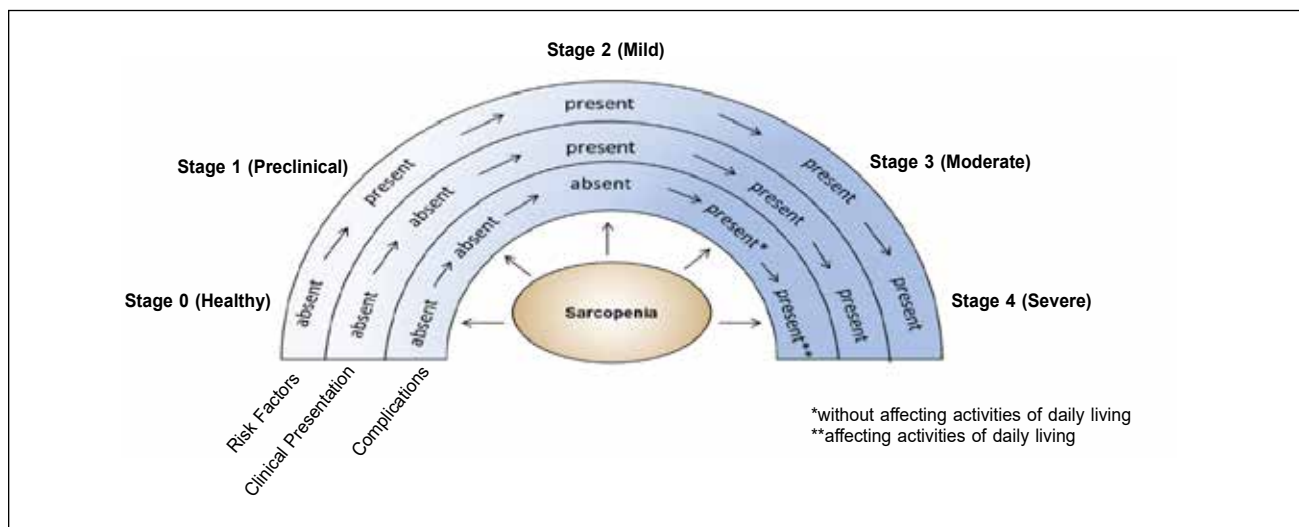 Stage 2 (Mild)
present
Stage 1 (Preclinical)
present
present
Stage 3 (Moderate)
present
absent
absent
present
absent
present*
Stage 0 (Healthy)
absent
absent
absent
Sarcopenia
present**
present
present
Stage 4 (Severe)
Risk Factors
Clinical Presentation
Complications
*without affecting activities of daily living
**affecting activities of daily living